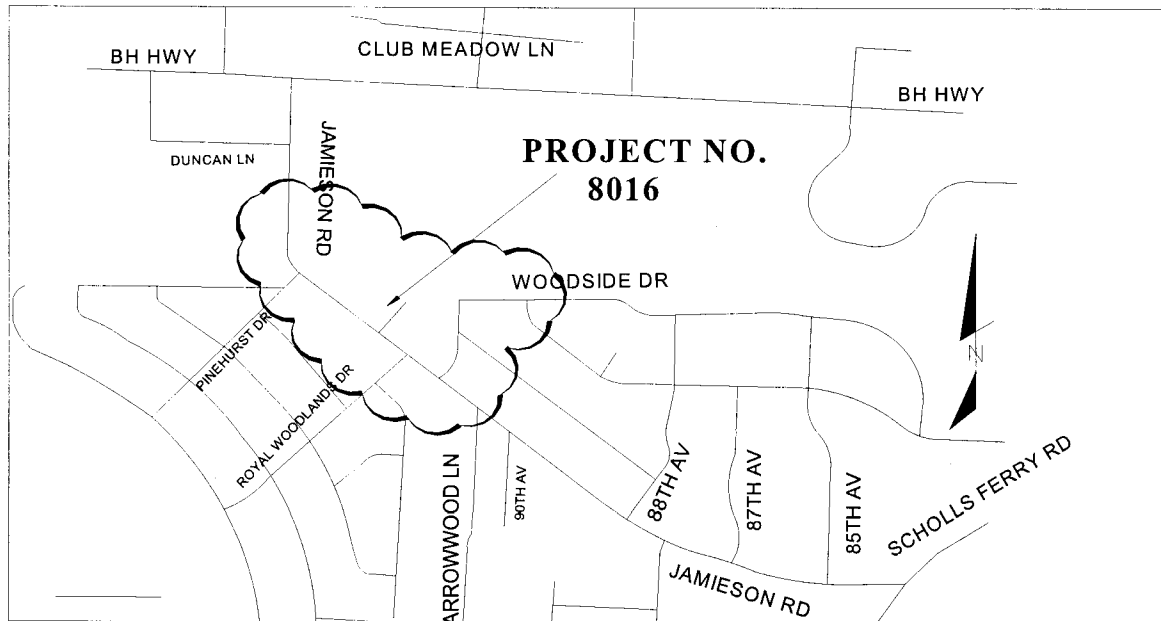 CLUB MEADOW LN
BH HWY
BH HWY
JAMIESON RD
DUNCAN LN
PROJECT NO.
8016
WOODSIDE DR
PINEHURST DR
ROYAL WOODLANDS DR
N
ARROWWOOD LN
90TH AV
88TH AV
87TH AV
85TH AV
SCHOLLS FERRY RD
JAMIESON RD